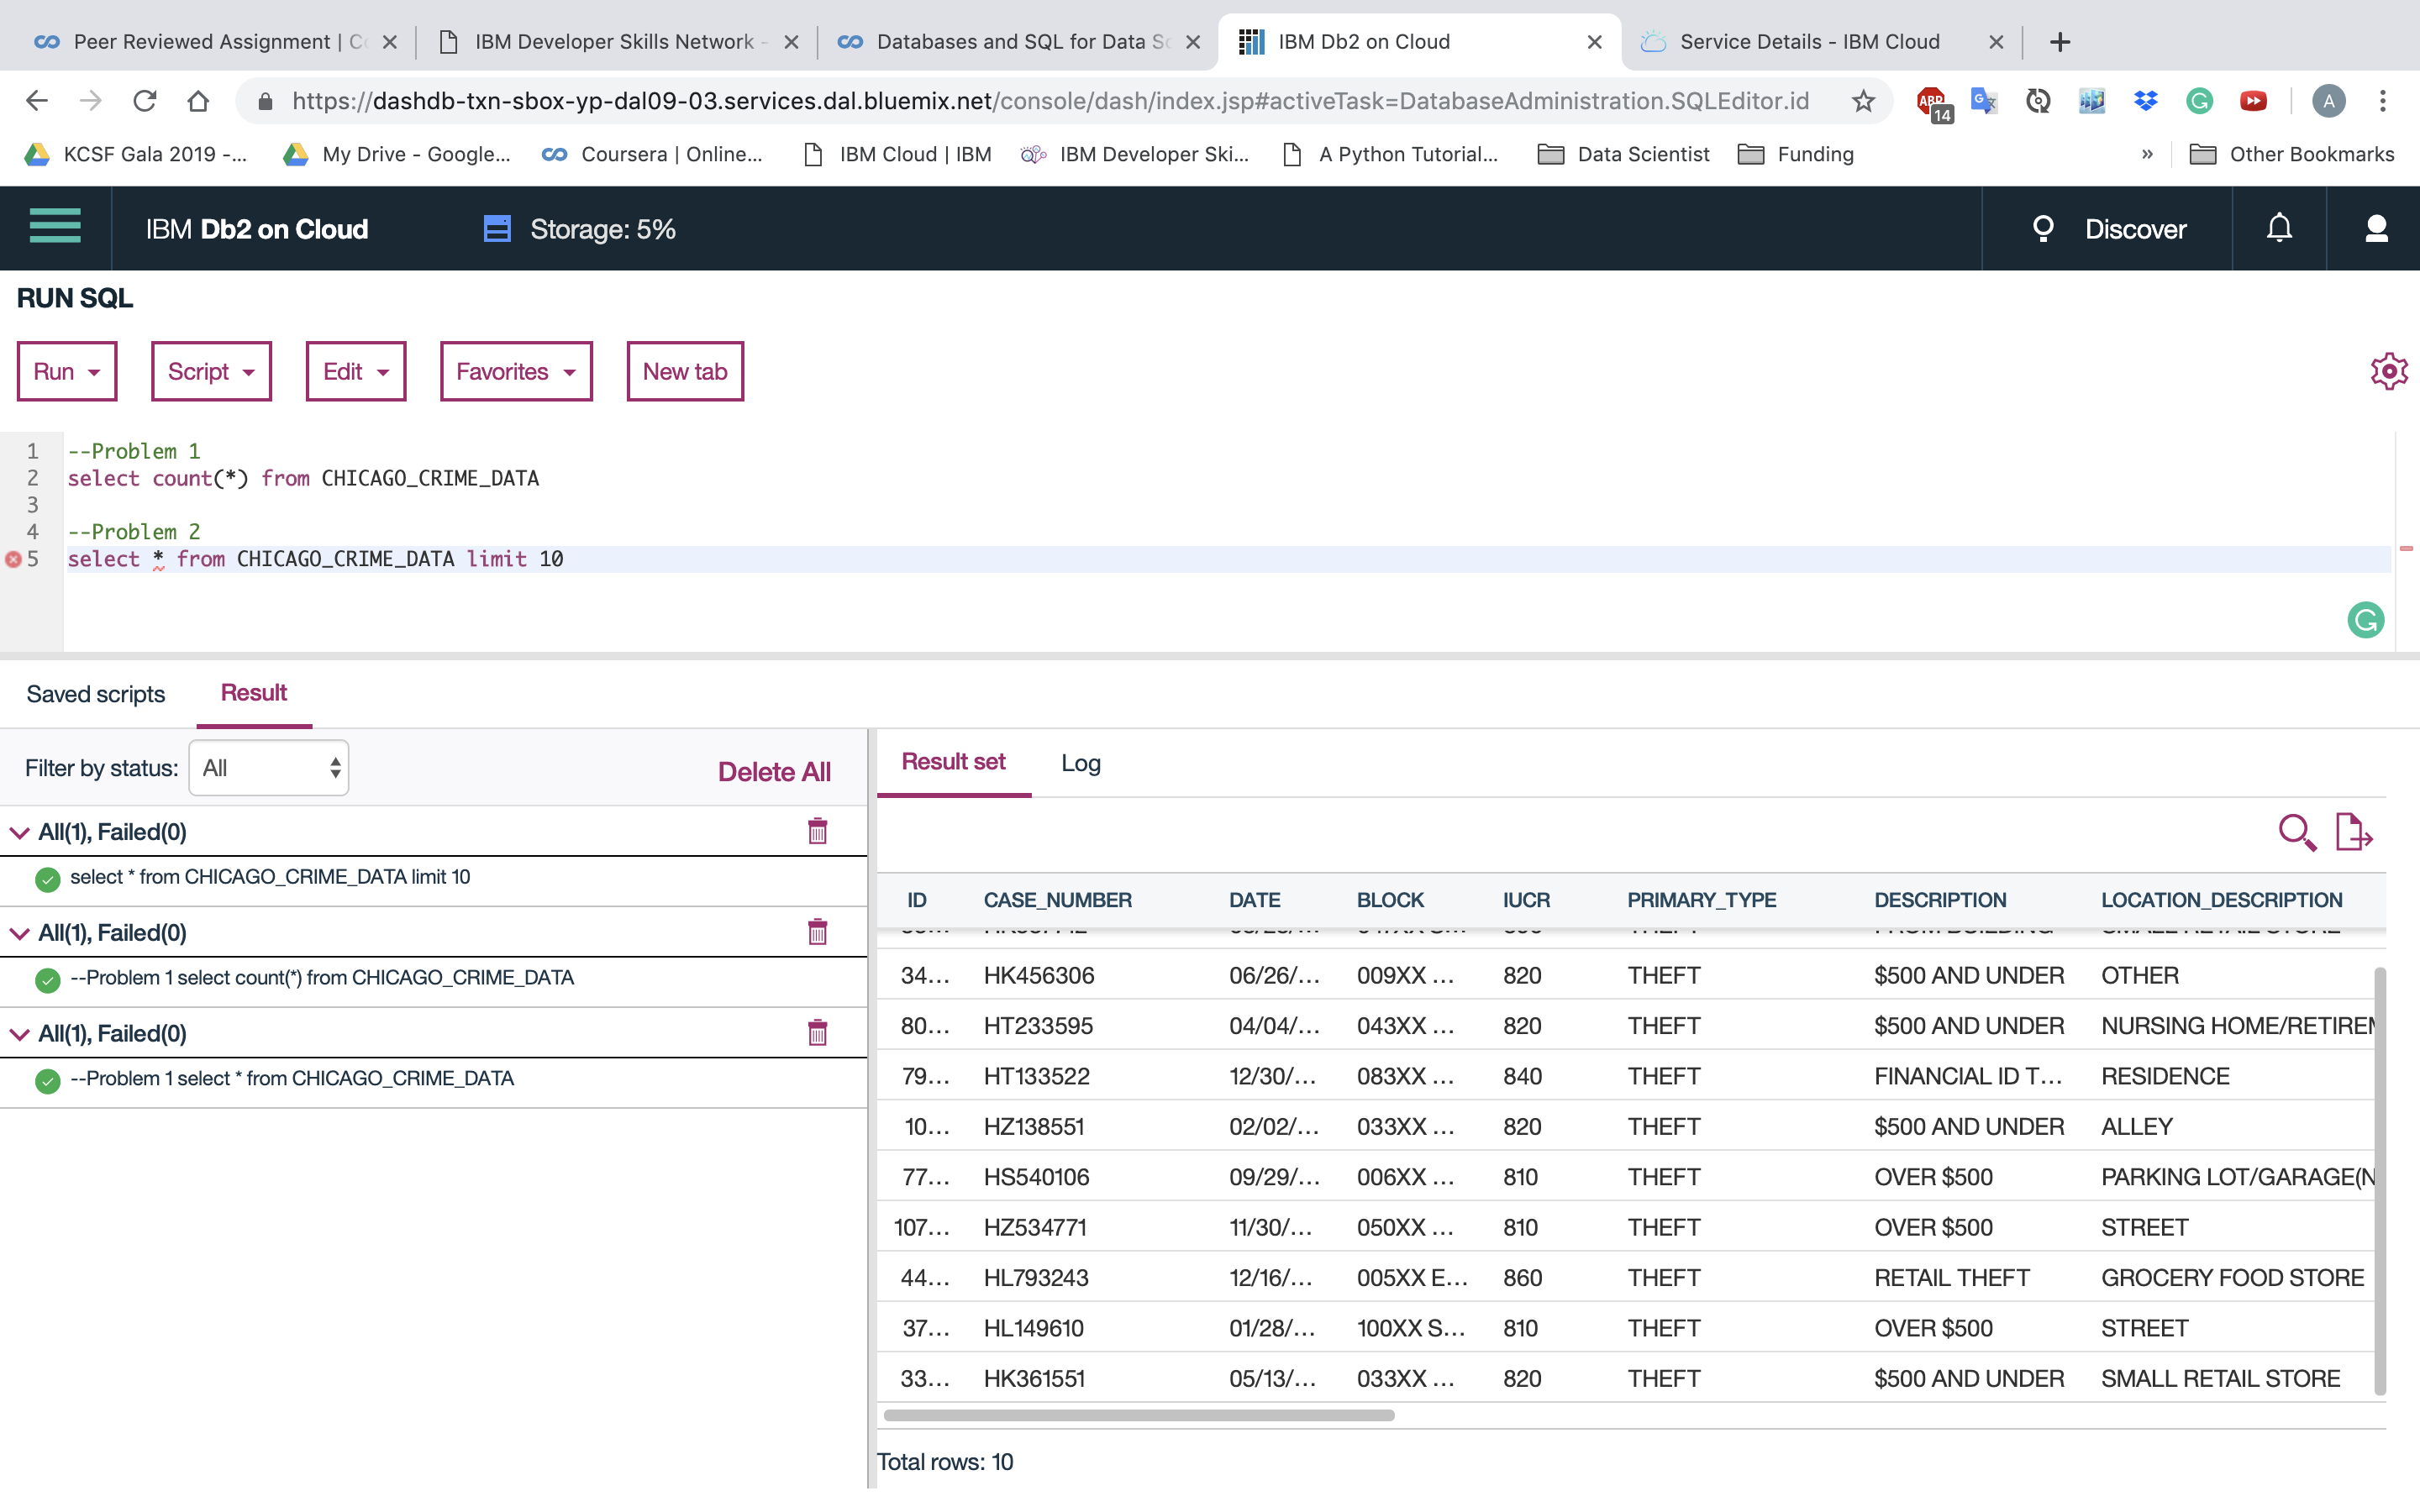 Peer Reviewed Assignment | Co
IBM Developer Skills Network -
Databases and SQL for Data Sc
IBM Db2 on Cloud
Service Details - IBM Cloud
https://dashdb-txn-sbox-yp-dal09-03.services.dal.bluemix.net/console/dash/index.jsp#activeTask=DatabaseAdministration.SQLEditor.id
ABP 14 A
KCSF Gala 2019 -...
My Drive - Google...
Coursera | Online...
IBM Cloud | IBM
IBM Developer Ski...
A Python Tutorial...
Data Scientist
Funding
»
Other Bookmarks
IBM Db2 on Cloud
Storage: 5%
Discover
RUN SQL
Run
Script
Edit
Favorites
New tab
1 --Problem 1
2 select count(*) from CHICAGO_CRIME_DATA
3
4 --Problem 2
5 select * from CHICAGO_CRIME_DATA limit 10
Saved scripts
Result
Filter by status: All
Delete All
All(1), Failed(0)
select * from CHICAGO_CRIME_DATA limit 10
All(1), Failed(0)
--Problem 1 select count(*) from CHICAGO_CRIME_DATA
All(1), Failed(0)
--Problem 1 select * from CHICAGO_CRIME_DATA
Result set
Log
ID CASE_NUMBER DATE BLOCK IUCR PRIMARY_TYPE DESCRIPTION LOCATION_DESCRIPTION
34... HK456306 06/26/... 009XX ... 820 THEFT $500 AND UNDER OTHER
80... HT233595 04/04/... 043XX ... 820 THEFT $500 AND UNDER NURSING HOME/RETIREM
79... HT133522 12/30/... 083XX ... 840 THEFT FINANCIAL ID T... RESIDENCE
10... HZ138551 02/02/... 033XX ... 820 THEFT $500 AND UNDER ALLEY
77... HS540106 09/29/... 006XX ... 810 THEFT OVER $500 PARKING LOT/GARAGE(N
107... HZ534771 11/30/... 050XX ... 810 THEFT OVER $500 STREET
44... HL793243 12/16/... 005XX E... 860 THEFT RETAIL THEFT GROCERY FOOD STORE
37... HL149610 01/28/... 100XX S... 810 THEFT OVER $500 STREET
33... HK361551 05/13/... 033XX ... 820 THEFT $500 AND UNDER SMALL RETAIL STORE
Total rows: 10